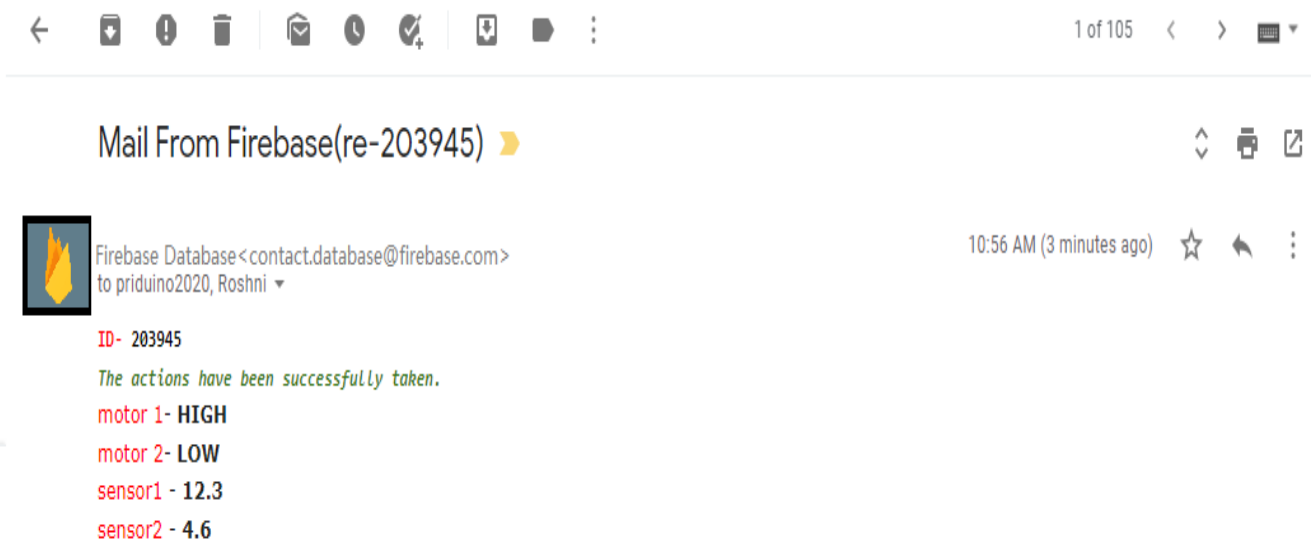 1 of 105
Mail From Firebase(re-203945)
Firebase Database<contact.database@firebase.com>
10:56 AM (3 minutes ago)
to priduino2020, Roshni
ID- 203945
The actions have been successfully taken.
motor 1- HIGH
motor 2- LOW
sensor1 - 12.3
sensor2 - 4.6